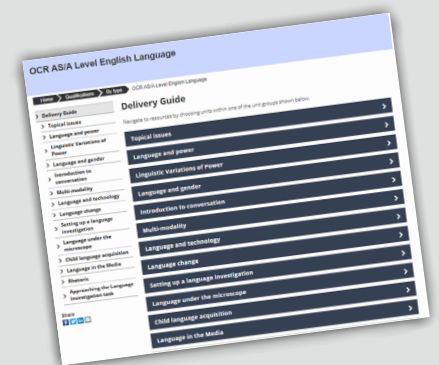 OCR AS/A Level English Language
Home
Qualifications
By type
OCR AS/A Level English Language
Delivery Guide
Topical issues
Language and power
Linguistic Variations of
Power
Language and gender
Introduction to
conversation
Multi-modality
Language and technology
Language change
Setting up a language
investigation
Language under the
microscope
Child language acquisition
Language in the Media
Rhetoric
Approaching the Language
Investigation task
Share
Delivery Guide
Navigate to resources by choosing units within one of the unit groups shown below.
Topical issues
Language and power
Linguistic Variations of Power
Language and gender
Introduction to conversation
Multi-modality
Language and technology
Language change
Setting up a language investigation
Language under the microscope
Child language acquisition
Language in the Media